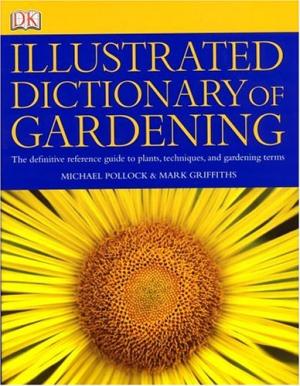 DK
ILLUSTRATED
DICTIONARY OF
GARDENING
The definitive reference guide to plants, techniques, and gardening terms
MICHAEL POLLOCK & MARK GRIFFITHS